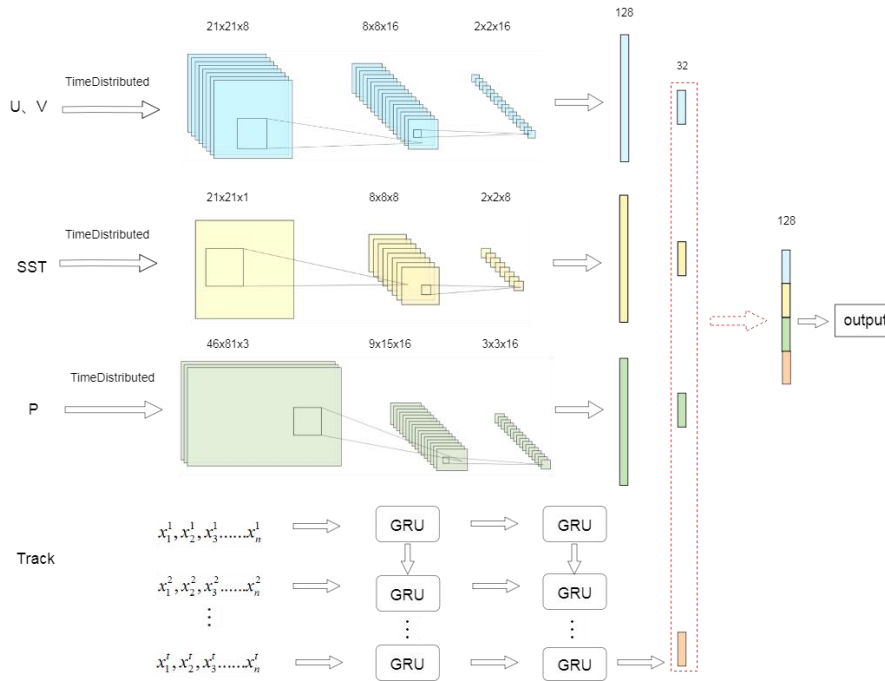 21x21x8 8x8x16 2x2x16 128
32
TimeDistributed
U、V
21x21x1 8x8x8 2x2x8
TimeDistributed
SST
128
output
46x81x3 9x15x16 3x3x16
TimeDistributed
P
Track
x₁¹, x₂¹, x₃¹......xₙ¹ GRU GRU
x₁², x₂², x₃²......xₙ² GRU GRU
⋮ ⋮ ⋮
x₁ᵗ, x₂ᵗ, x₃ᵗ......xₙᵗ GRU GRU